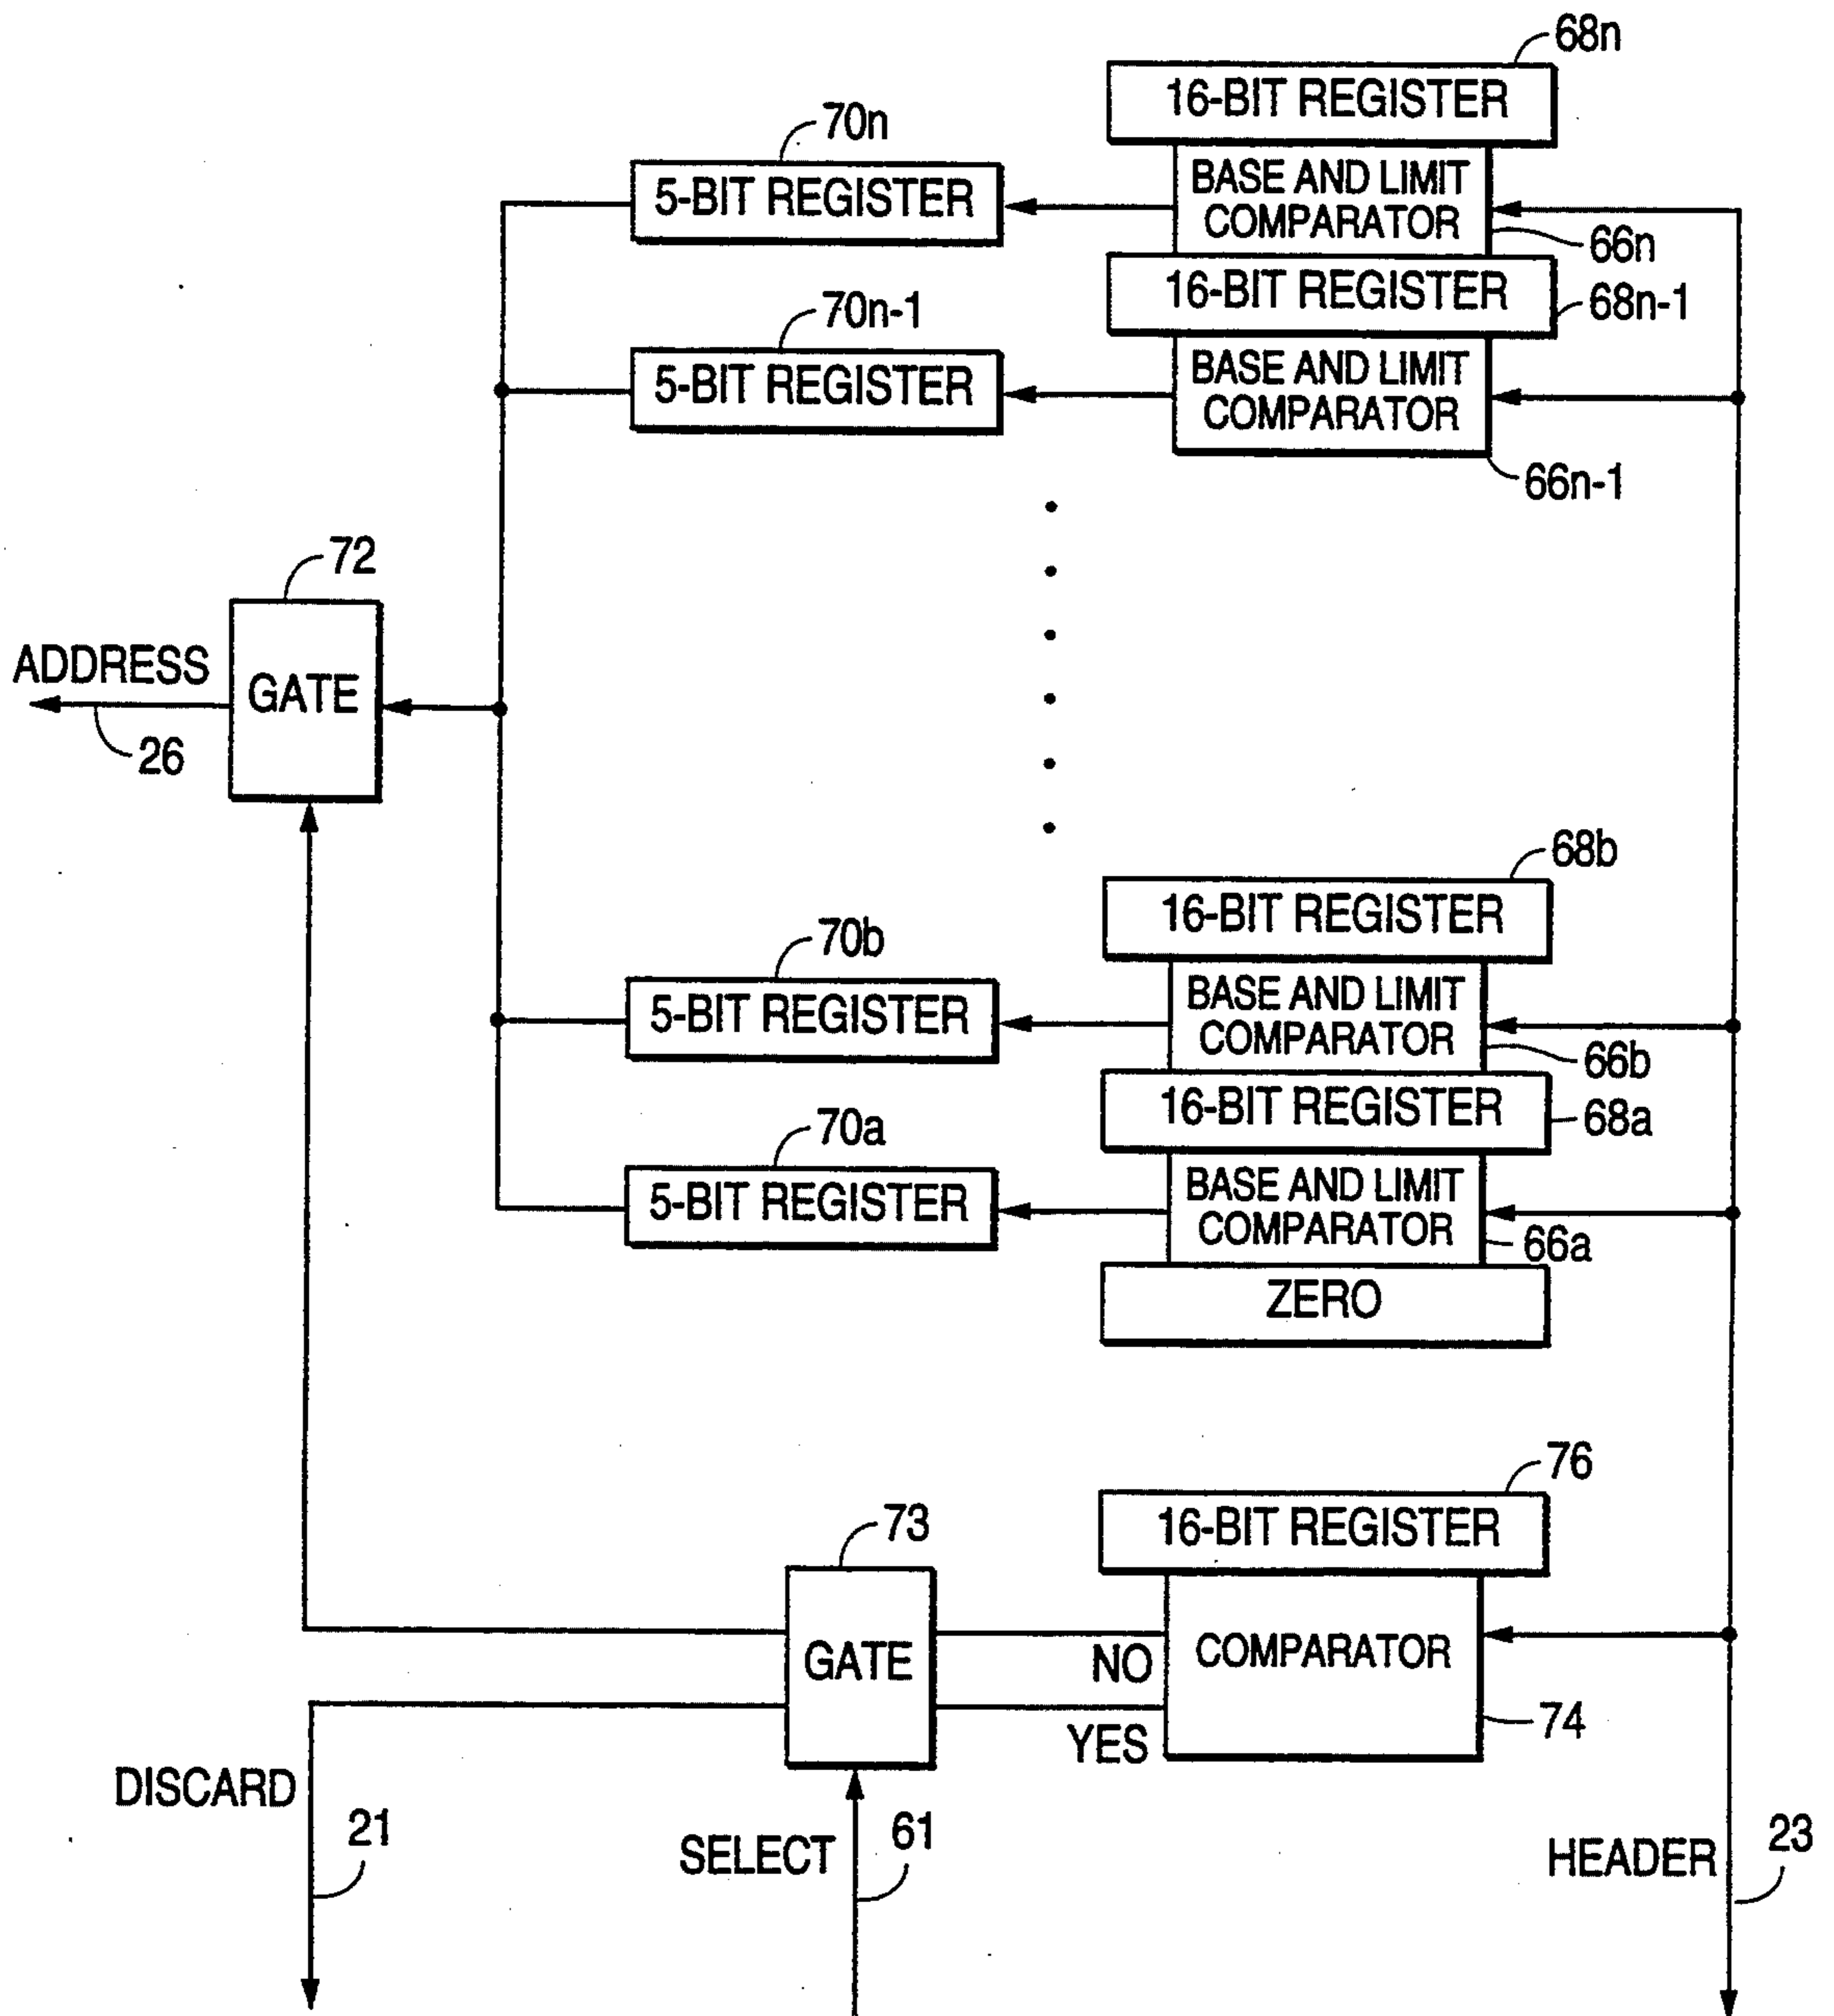 68n
16-BIT REGISTER
70n
5-BIT REGISTER
BASE AND LIMIT
COMPARATOR
66n
16-BIT REGISTER
68n-1
70n-1
5-BIT REGISTER
BASE AND LIMIT
COMPARATOR
66n-1
72
ADDRESS
GATE
26
68b
16-BIT REGISTER
70b
5-BIT REGISTER
BASE AND LIMIT
COMPARATOR
66b
16-BIT REGISTER
68a
70a
5-BIT REGISTER
BASE AND LIMIT
COMPARATOR
66a
ZERO
76
16-BIT REGISTER
73
GATE
NO
YES
COMPARATOR
74
DISCARD
21
SELECT
61
HEADER
23